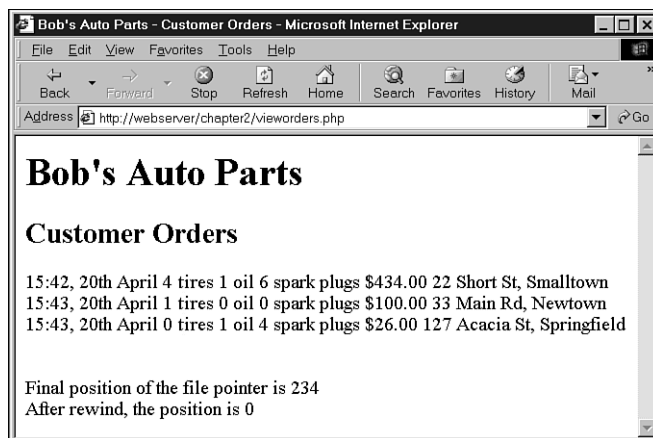 Bob's Auto Parts - Customer Orders - Microsoft Internet Explorer
File Edit View Favorites Tools Help
Back Forward Stop Refresh Home Search Favorites History Mail »
Address http://webserver/chapter2/vieworders.php Go
Bob's Auto Parts
Customer Orders
15:42, 20th April 4 tires 1 oil 6 spark plugs $434.00 22 Short St, Smalltown
15:43, 20th April 1 tires 0 oil 0 spark plugs $100.00 33 Main Rd, Newtown
15:43, 20th April 0 tires 1 oil 4 spark plugs $26.00 127 Acacia St, Springfield
Final position of the file pointer is 234
After rewind, the position is 0